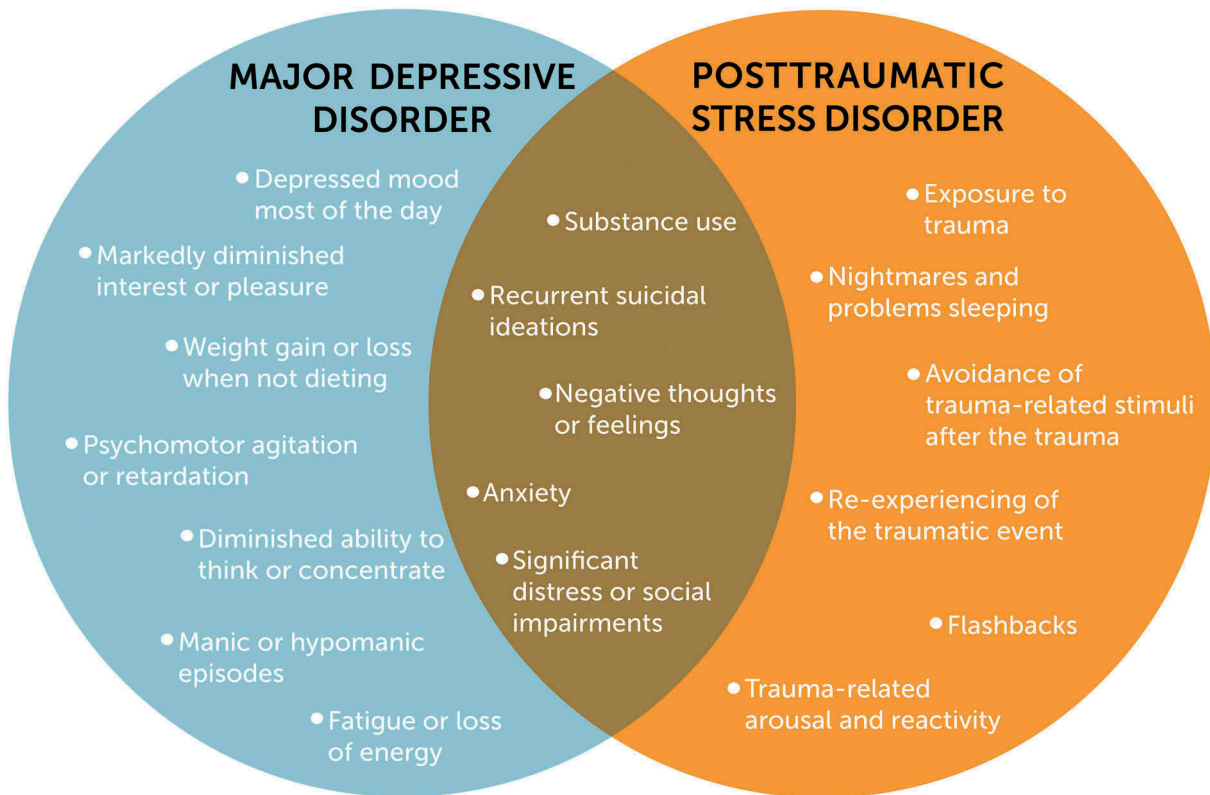 MAJOR DEPRESSIVE
DISORDER
• Depressed mood
most of the day
• Markedly diminished
interest or pleasure
• Weight gain or loss
when not dieting
• Psychomotor agitation
or retardation
• Diminished ability to
think or concentrate
• Manic or hypomanic
episodes
• Fatigue or loss
of energy
• Substance use
• Recurrent suicidal
ideations
• Negative thoughts
or feelings
• Anxiety
• Significant
distress or social
impairments
POSTTRAUMATIC
STRESS DISORDER
• Exposure to
trauma
• Nightmares and
problems sleeping
• Avoidance of
trauma-related stimuli
after the trauma
• Re-experiencing of
the traumatic event
• Flashbacks
• Trauma-related
arousal and reactivity